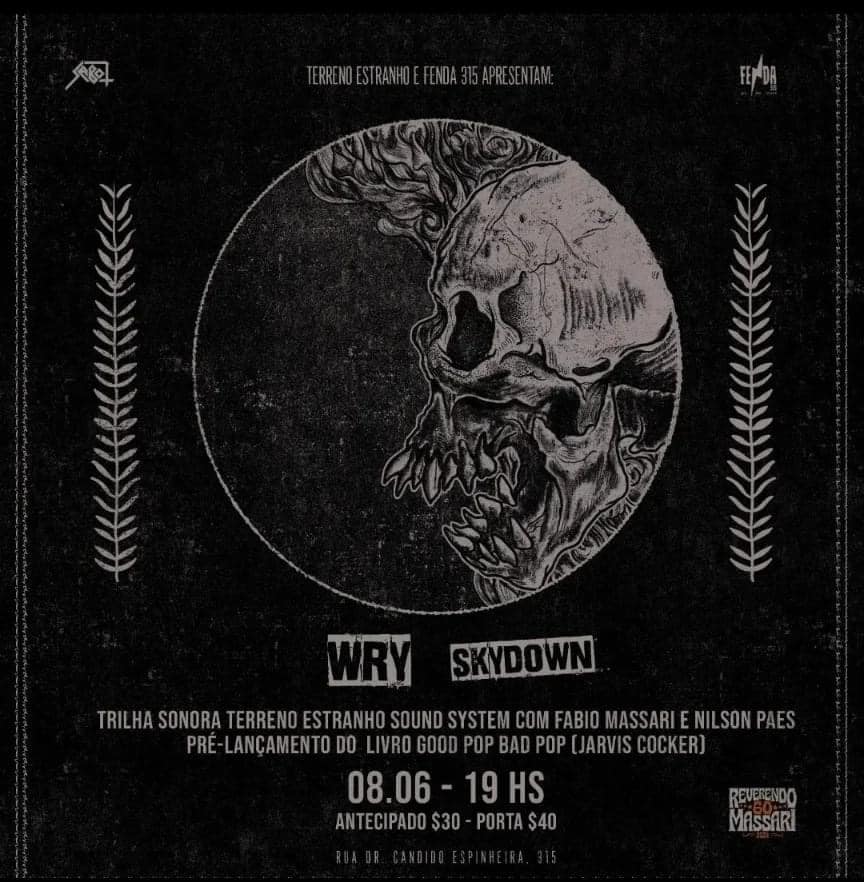 TERRENO ESTRANHO E FENDA 315 APRESENTAM:
FENDA
315
WRY
SKYDOWN
TRILHA SONORA TERRENO ESTRANHO SOUND SYSTEM COM FABIO MASSARI E NILSON PAES
PRÉ-LANÇAMENTO DO LIVRO GOOD POP BAD POP (JARVIS COCKER)
08.06 - 19 HS
ANTECIPADO $30 - PORTA $40
REVERENDO
60
MASSARI
RUA DR. CANDIDO ESPINHEIRA, 315